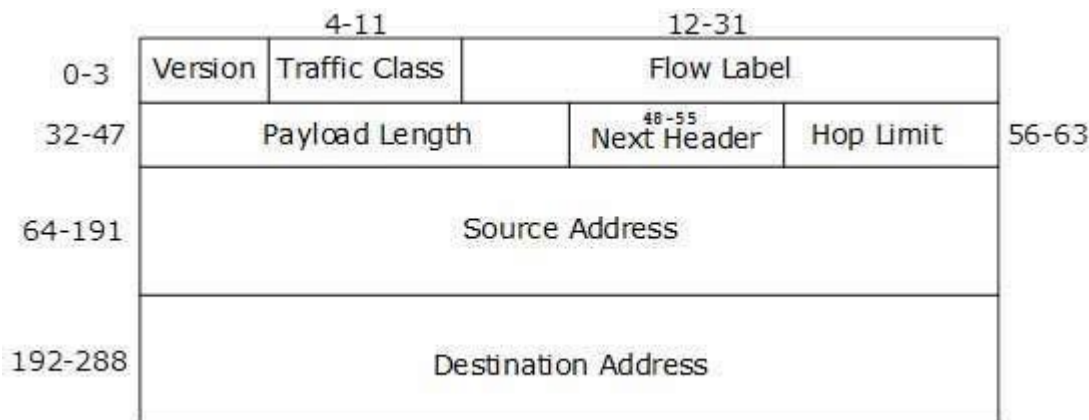 4-11 12-31
0-3 Version Traffic Class Flow Label
48-55
32-47 Payload Length Next Header Hop Limit 56-63
64-191 Source Address
192-288 Destination Address